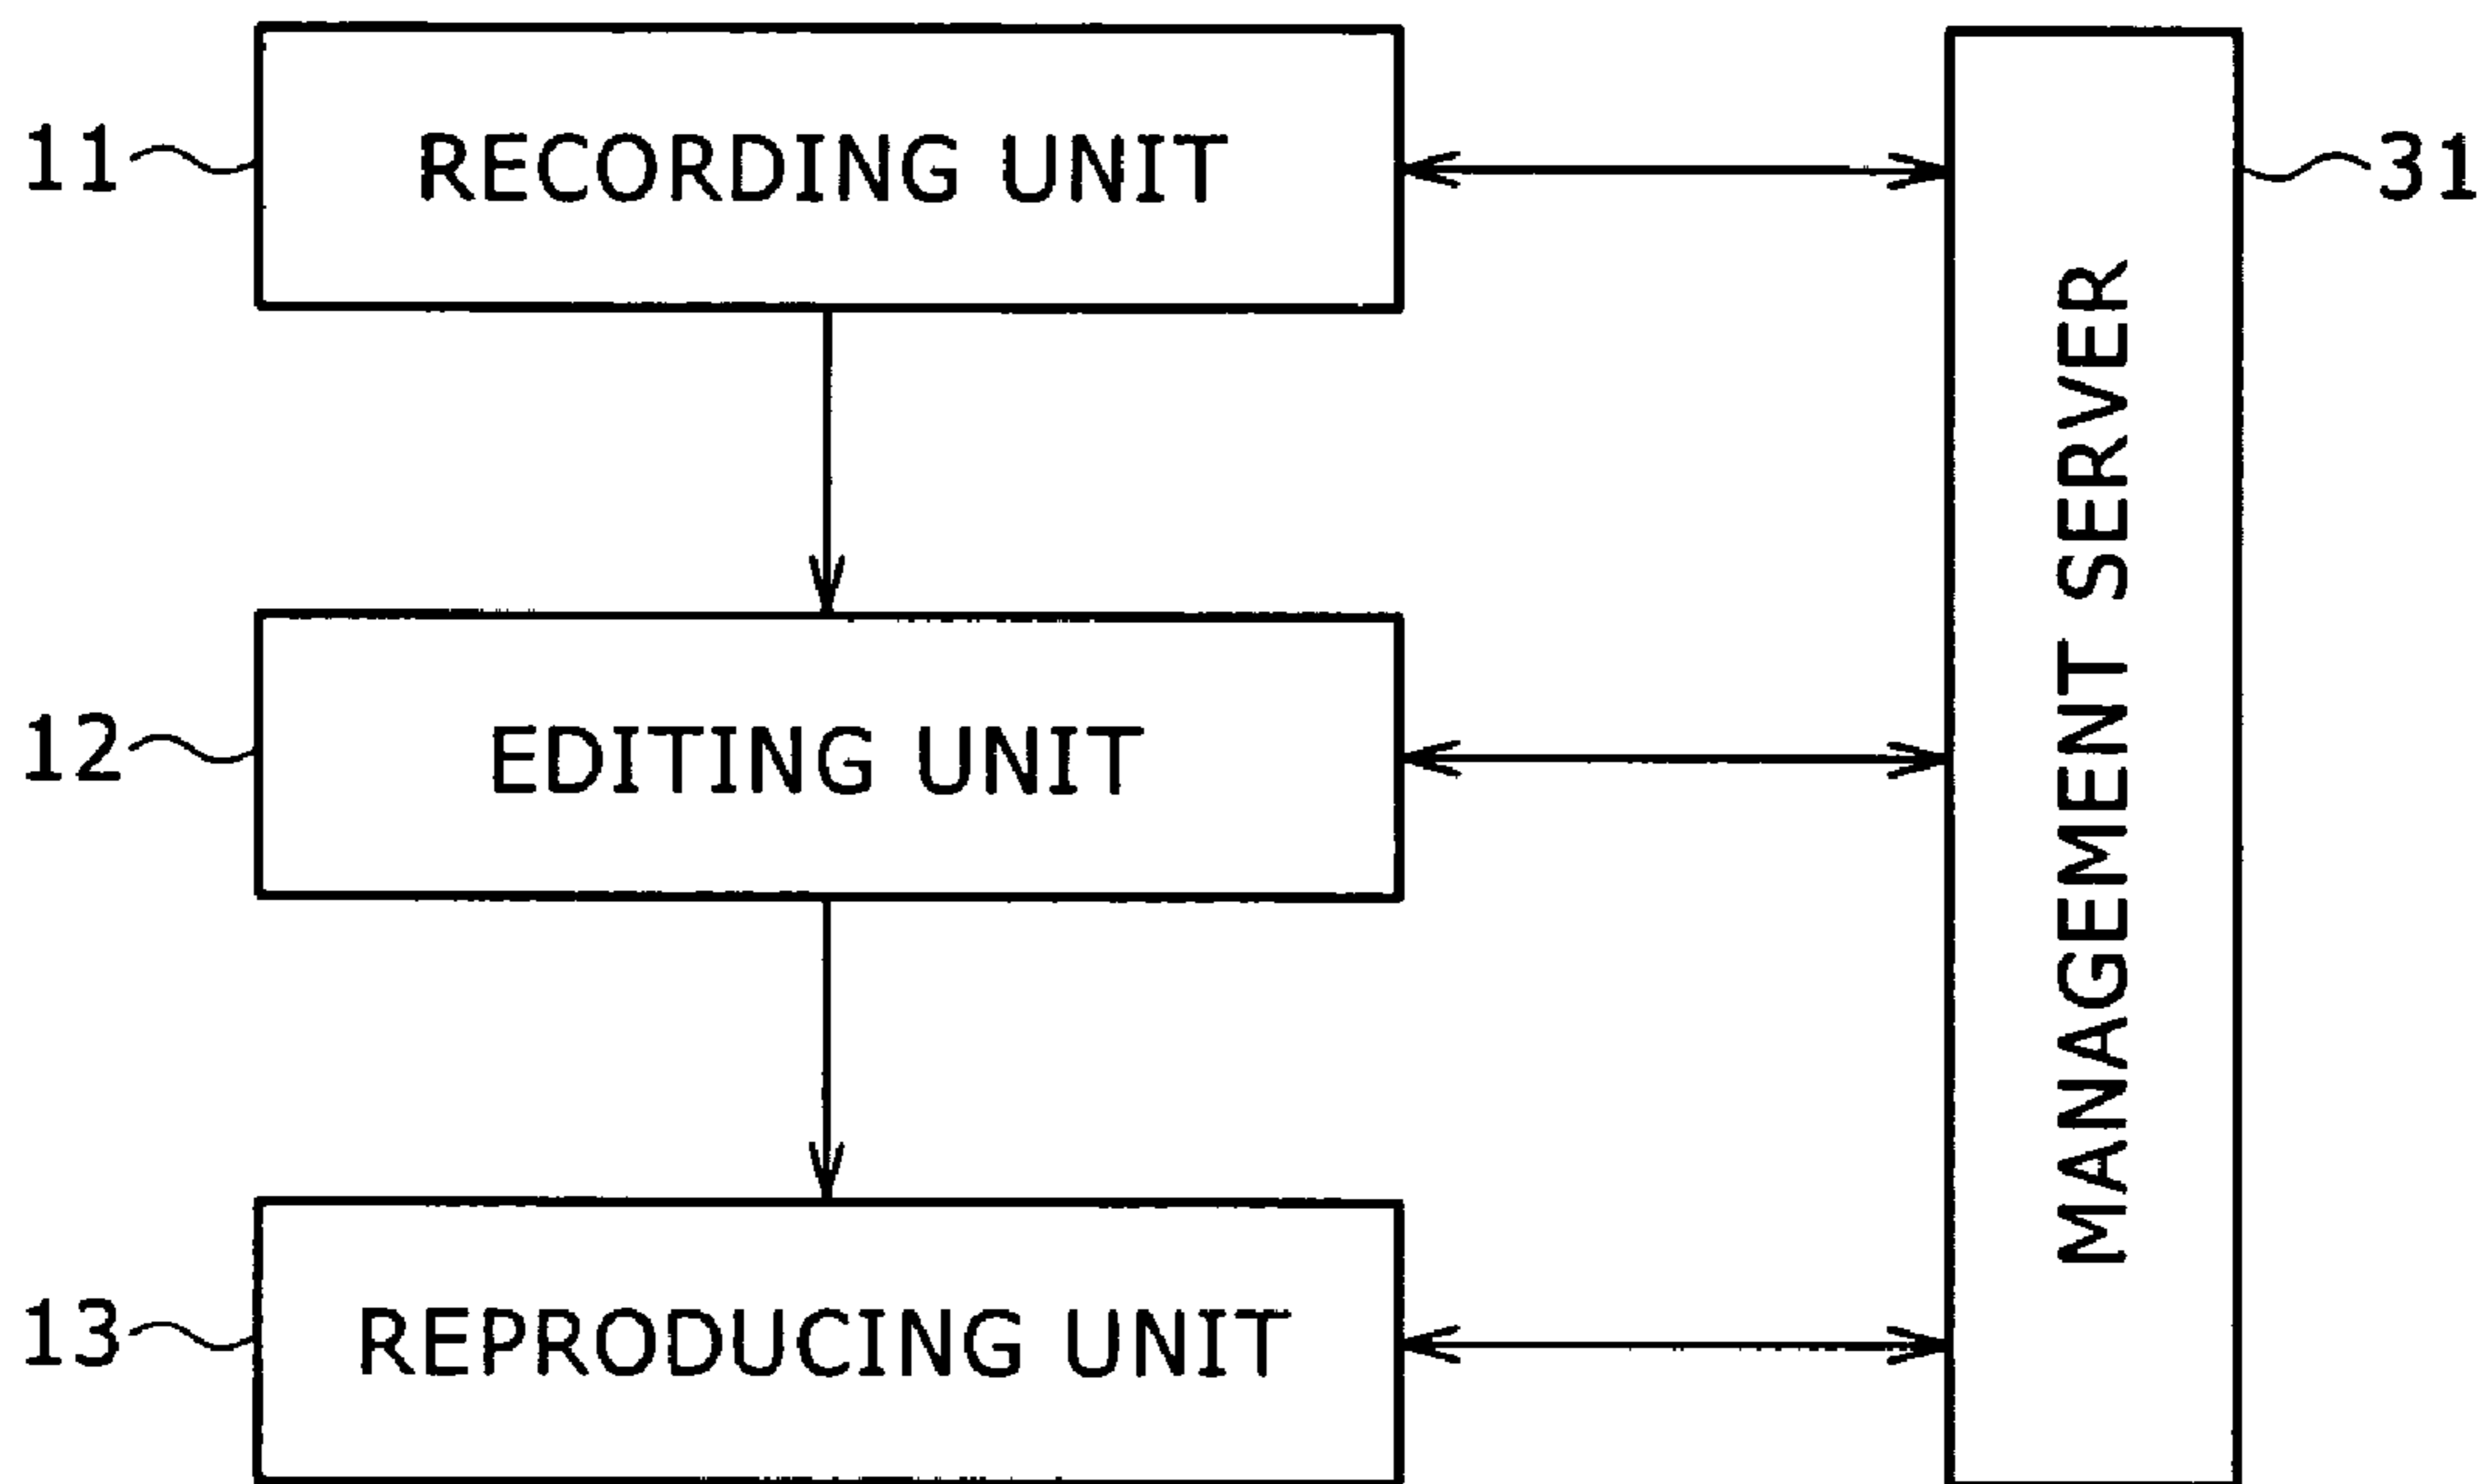 11
RECORDING UNIT
31
MANAGEMENT SERVER
12
EDITING UNIT
13
REPRODUCING UNIT